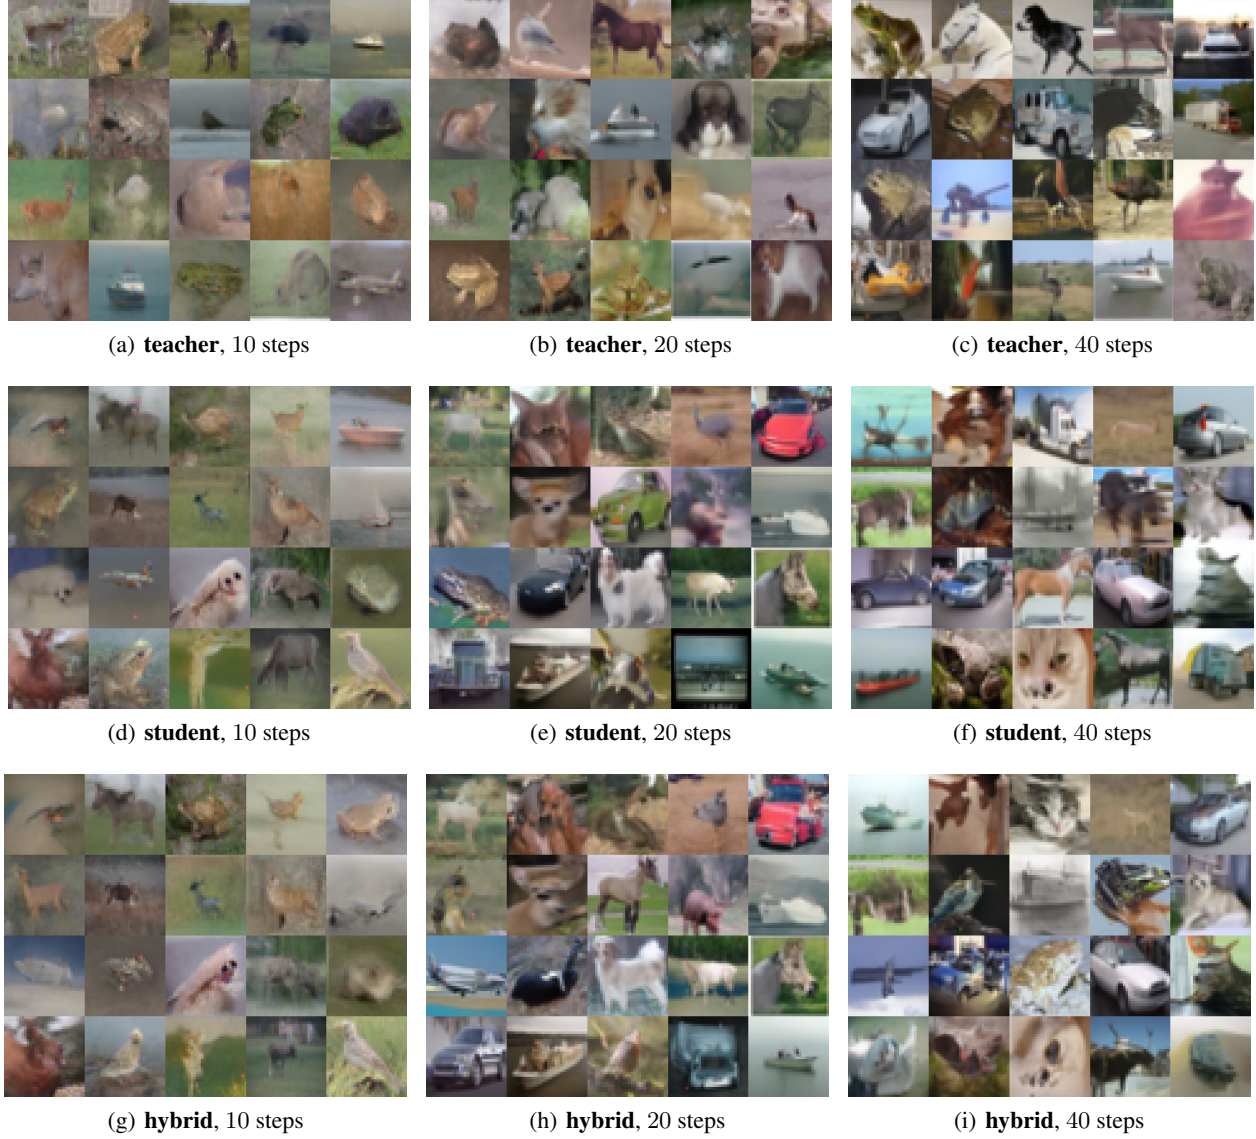 (a) teacher, 10 steps
(b) teacher, 20 steps
(c) teacher, 40 steps
(d) student, 10 steps
(e) student, 20 steps
(f) student, 40 steps
(g) hybrid, 10 steps
(h) hybrid, 20 steps
(i) hybrid, 40 steps